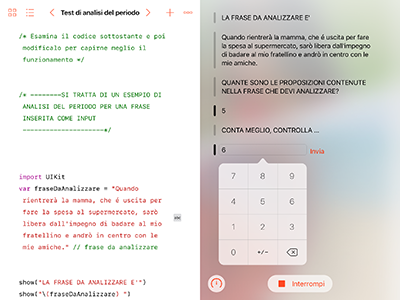 Test di analisi del periodo
/* Esamina il codice sottostante e poi
modificalo per capirne meglio il
funzionamento */
/* --------SI TRATTA DI UN ESEMPIO DI
ANALISI DEL PERIODO PER UNA FRASE
INSERITA COME INPUT
--------------------*/
import UIKit
var fraseDaAnalizzare = "Quando
rientrerà la mamma, che é uscita per
fare la spesa al supermercato, sarò
libera dall'impegno di badare al mio
fratellino e andrò in centro con le
mie amiche." // frase da analizzare
show("LA FRASE DA ANALIZZARE E'")
show("\(fraseDaAnalizzare) ")
LA FRASE DA ANALIZZARE E'
Quando rientrerà la mamma, che é uscita per
fare la spesa al supermercato, sarò libera dall'impegno
di badare al mio fratellino e andrò in centro con le
mie amiche.
QUANTE SONO LE PROPOSIZIONI CONTENUTE
NELLA FRASE CHE DEVI ANALIZZARE?
5
CONTA MEGLIO, CONTROLLA ...
6 Invia
7 8 9
4 5 6
1 2 3
0 +/-
Interrompi